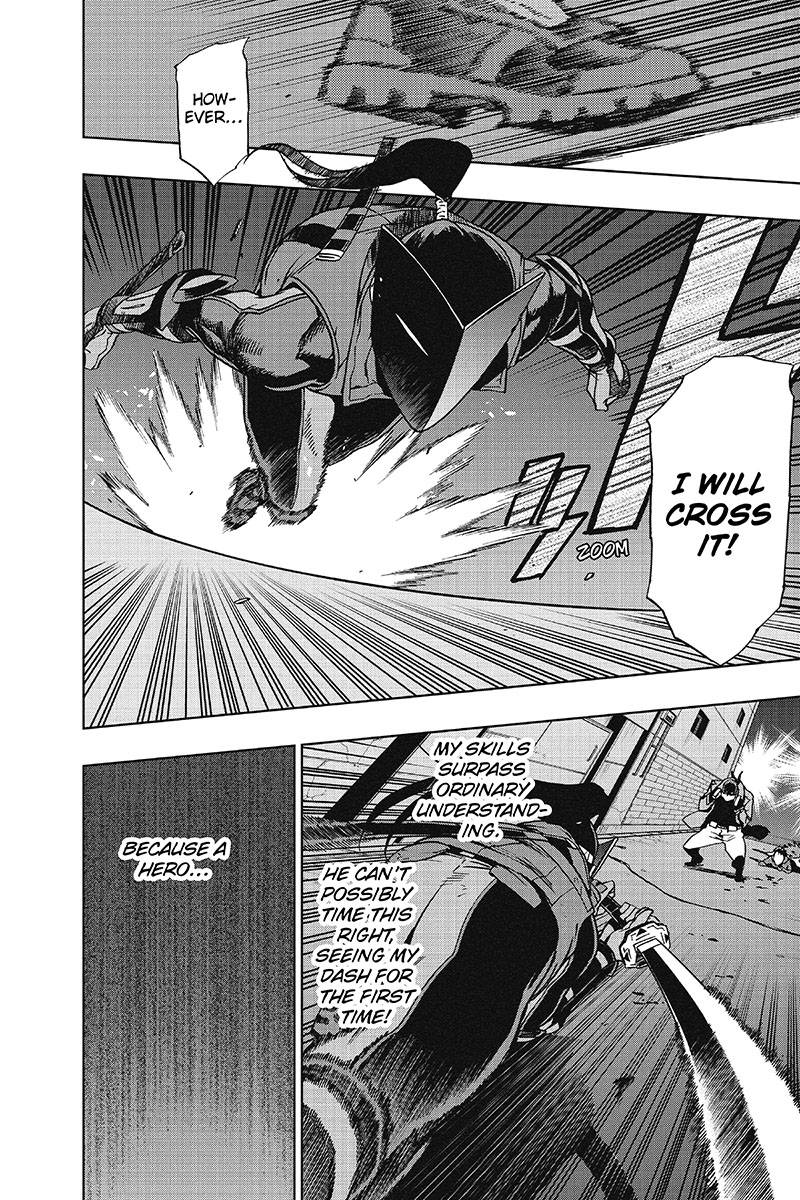 HOW-
EVER...
I WILL
CROSS
IT!
ZOOM
MY SKILLS
SURPASS
ORDINARY
UNDERSTAND-
ING.
HE CAN'T
POSSIBLY
TIME THIS
RIGHT,
SEEING MY
DASH FOR
THE FIRST
TIME!
BECAUSE A
HERO...